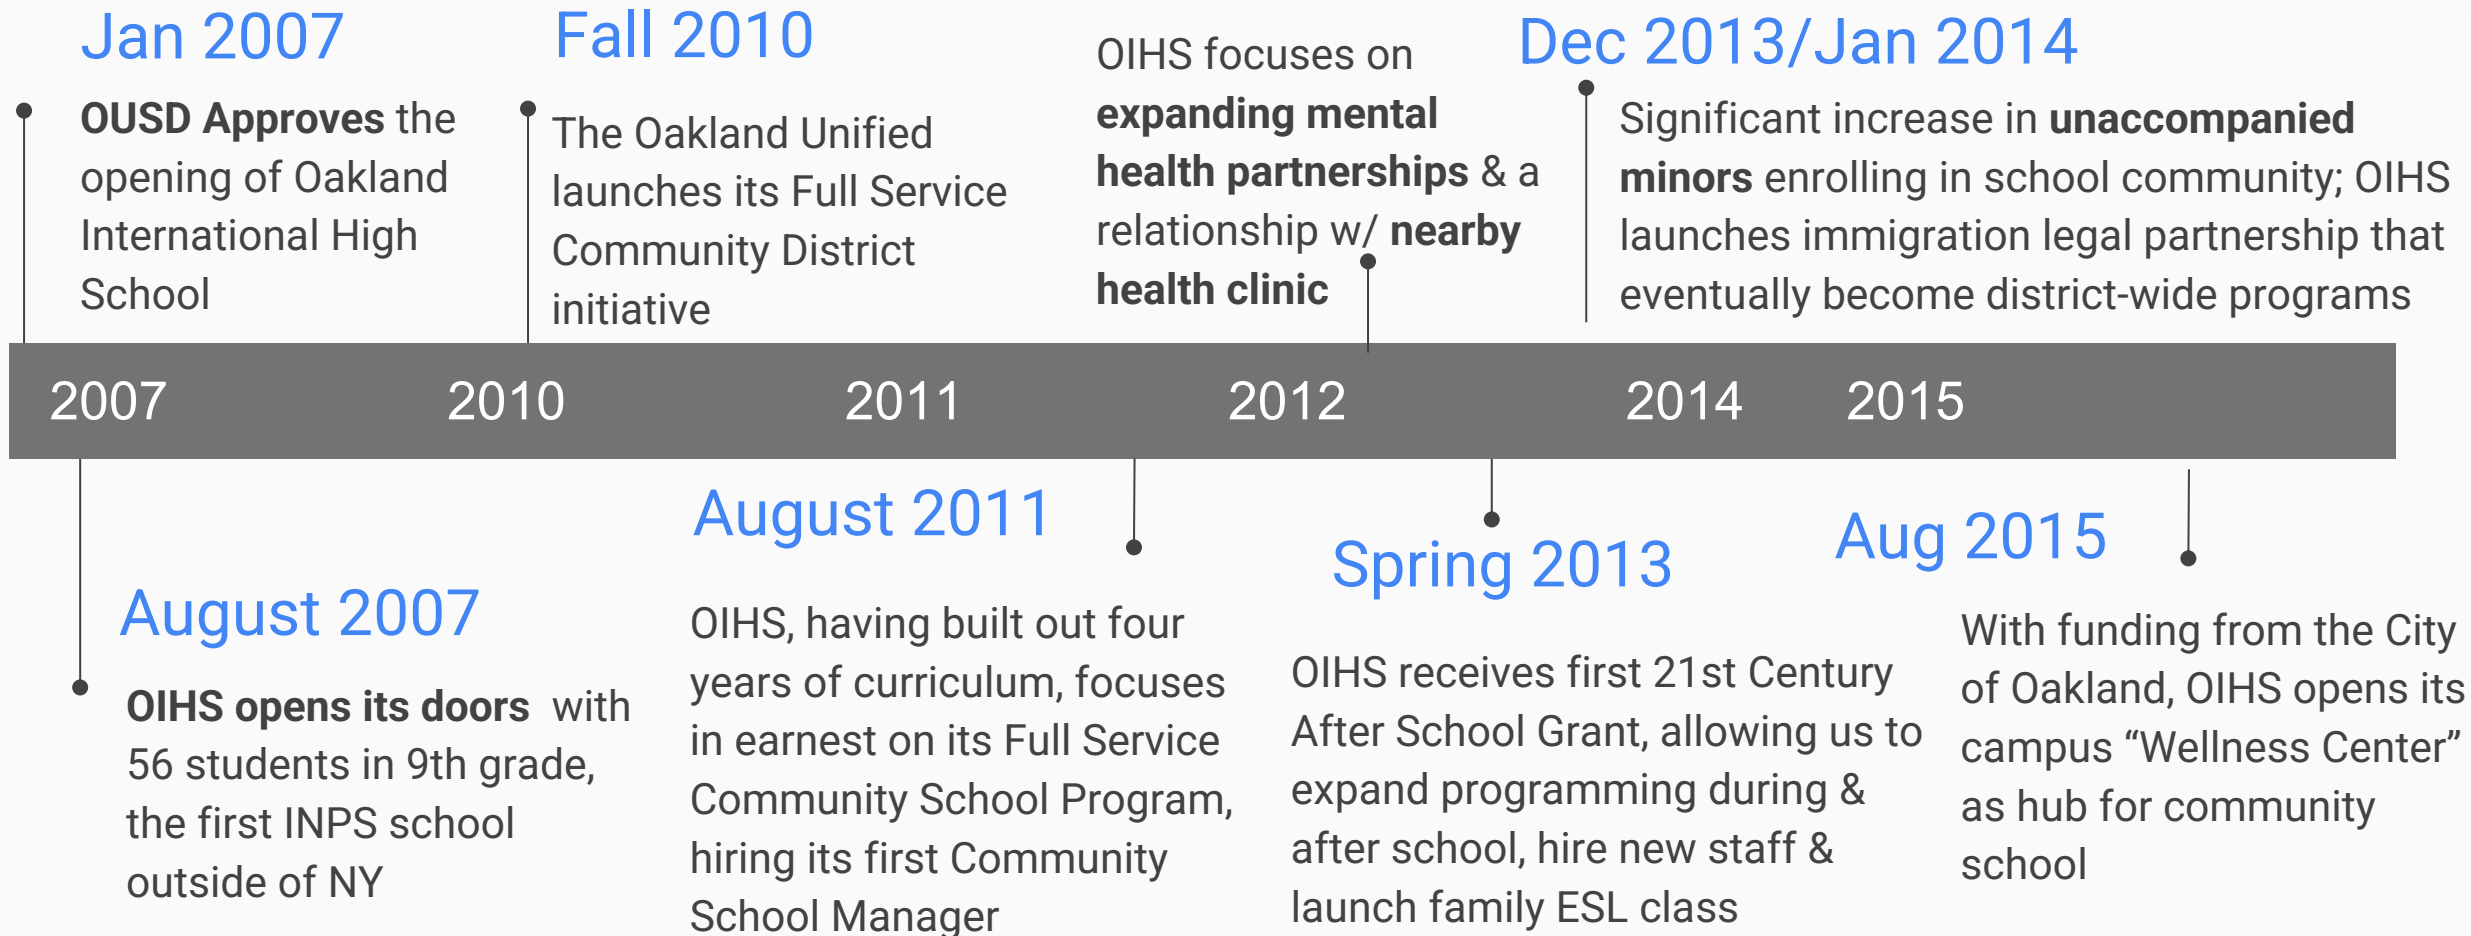 Jan 2007
OUSD Approves the
opening of Oakland
International High
School
Fall 2010
The Oakland Unified
launches its Full Service
Community District
initiative
OIHS focuses on
expanding mental
health partnerships & a
relationship w/ nearby
health clinic
Dec 2013/Jan 2014
Significant increase in unaccompanied
minors enrolling in school community; OIHS
launches immigration legal partnership that
eventually become district-wide programs
2007 2010 2011 2012 2014 2015
August 2007
OIHS opens its doors with
56 students in 9th grade,
the first INPS school
outside of NY
August 2011
OIHS, having built out four
years of curriculum, focuses
in earnest on its Full Service
Community School Program,
hiring its first Community
School Manager
Spring 2013
OIHS receives first 21st Century
After School Grant, allowing us to
expand programming during &
after school, hire new staff &
launch family ESL class
Aug 2015
With funding from the City
of Oakland, OIHS opens its
campus “Wellness Center”
as hub for community
school